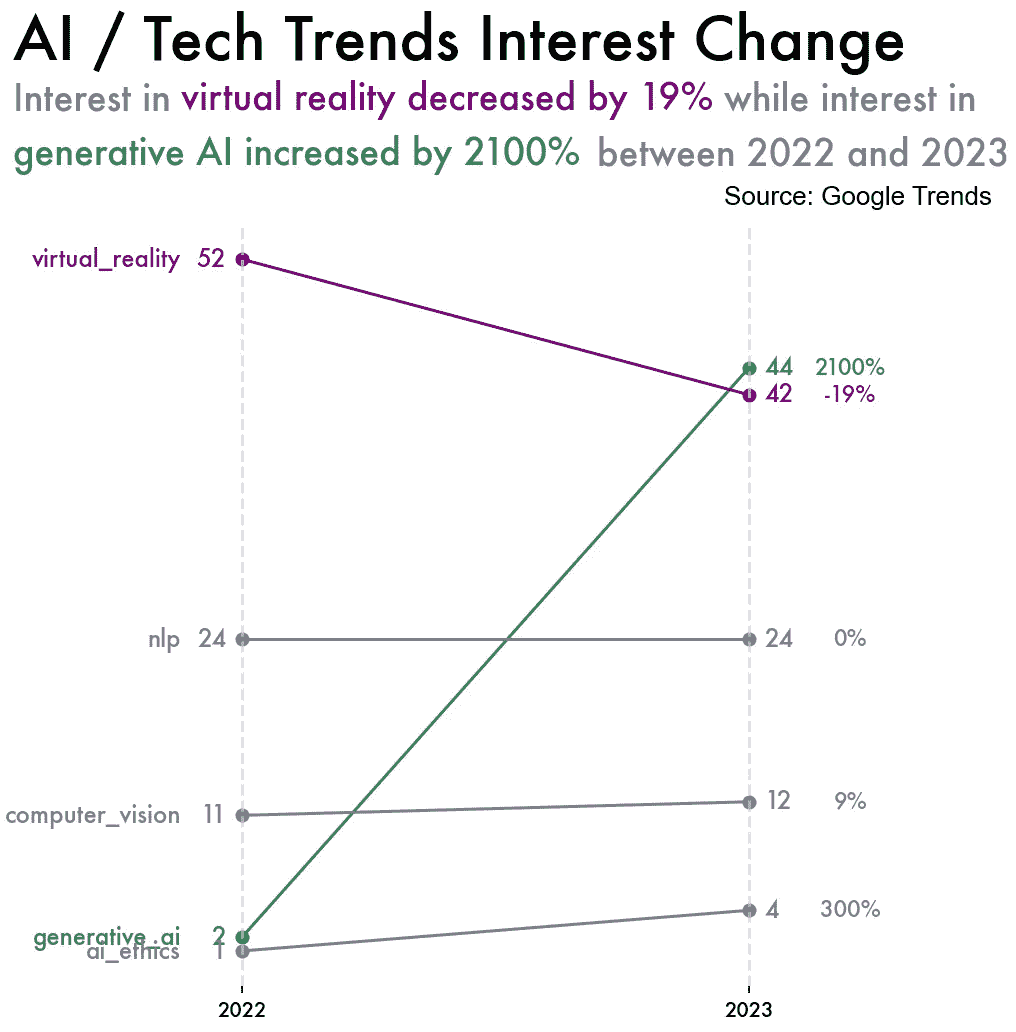 AI / Tech Trends Interest Change
Interest in virtual reality decreased by 19% while interest in
generative AI increased by 2100% between 2022 and 2023
Source: Google Trends
virtual_reality 52
44 2100%
42 -19%
nlp 24
24 0%
computer_vision 11
12 9%
generative_ai 2
ai_ethics 1
4 300%
2022 2023